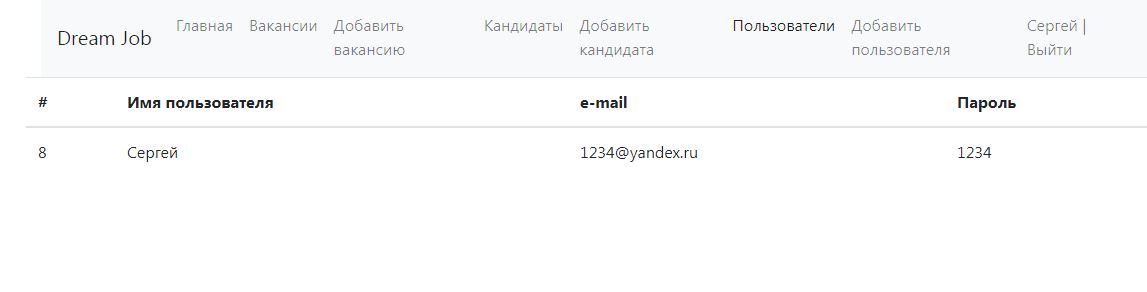 Dream Job Главная Вакансии Добавить вакансию Кандидаты Добавить кандидата Пользователи Добавить пользователя Сергей | Выйти
# Имя пользователя e-mail Пароль
8 Сергей 1234@yandex.ru 1234